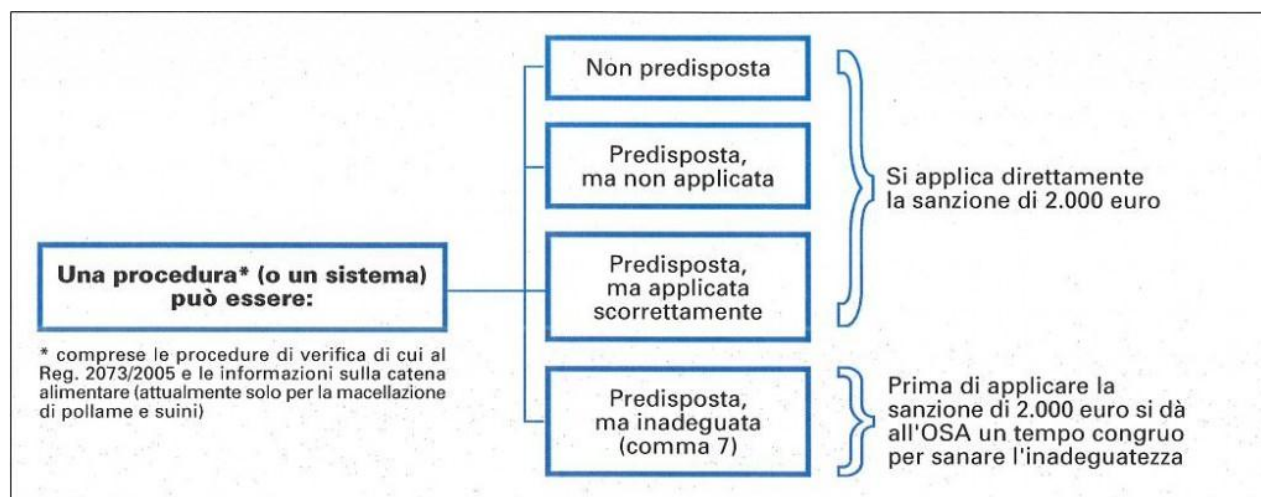 Non predisposta
Predisposta,
ma non applicata
Si applica direttamente
la sanzione di 2.000 euro
Una procedura* (o un sistema)
può essere:
Predisposta,
ma applicata
scorrettamente
* comprese le procedure di verifica di cui al
Reg. 2073/2005 e le informazioni sulla catena
alimentare (attualmente solo per la macellazione
di pollame e suini)
Predisposta,
ma inadeguata
(comma 7)
Prima di applicare la
sanzione di 2.000 euro si dà
all'OSA un tempo congruo
per sanare l'inadeguatezza